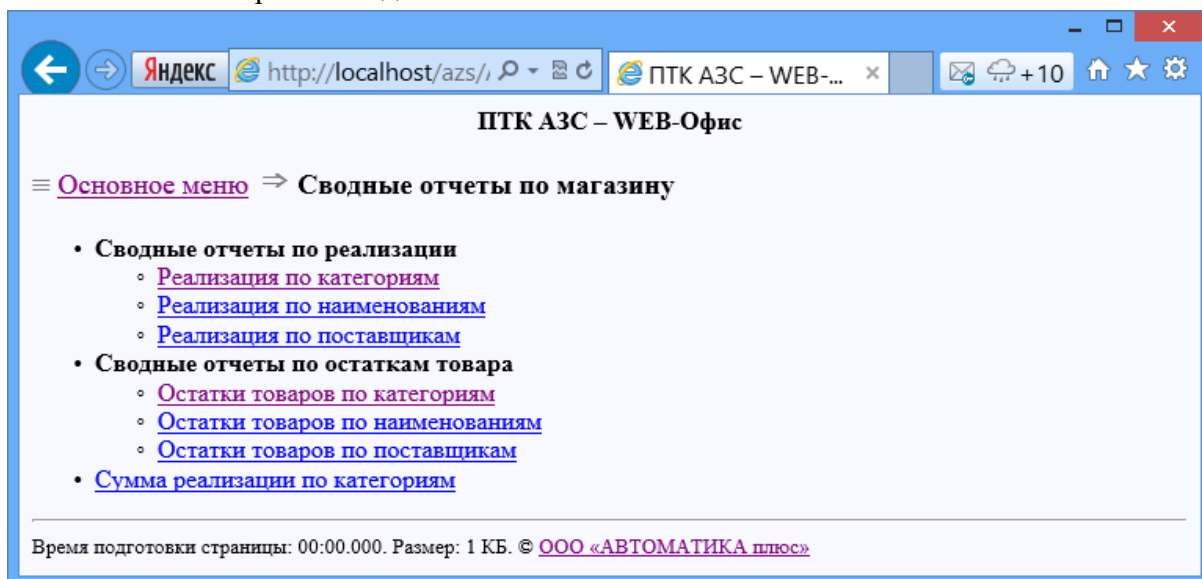 Яндекс http://localhost/azs/ ПТК АЗС – WEB-... × +10
ПТК АЗС – WEB-Офис
≡ Основное меню ⇒ Сводные отчеты по магазину
• Сводные отчеты по реализации
◦ Реализация по категориям
◦ Реализация по наименованиям
◦ Реализация по поставщикам
• Сводные отчеты по остаткам товара
◦ Остатки товаров по категориям
◦ Остатки товаров по наименованиям
◦ Остатки товаров по поставщикам
• Сумма реализации по категориям
Время подготовки страницы: 00:00.000. Размер: 1 КБ. © ООО «АВТОМАТИКА плюс»